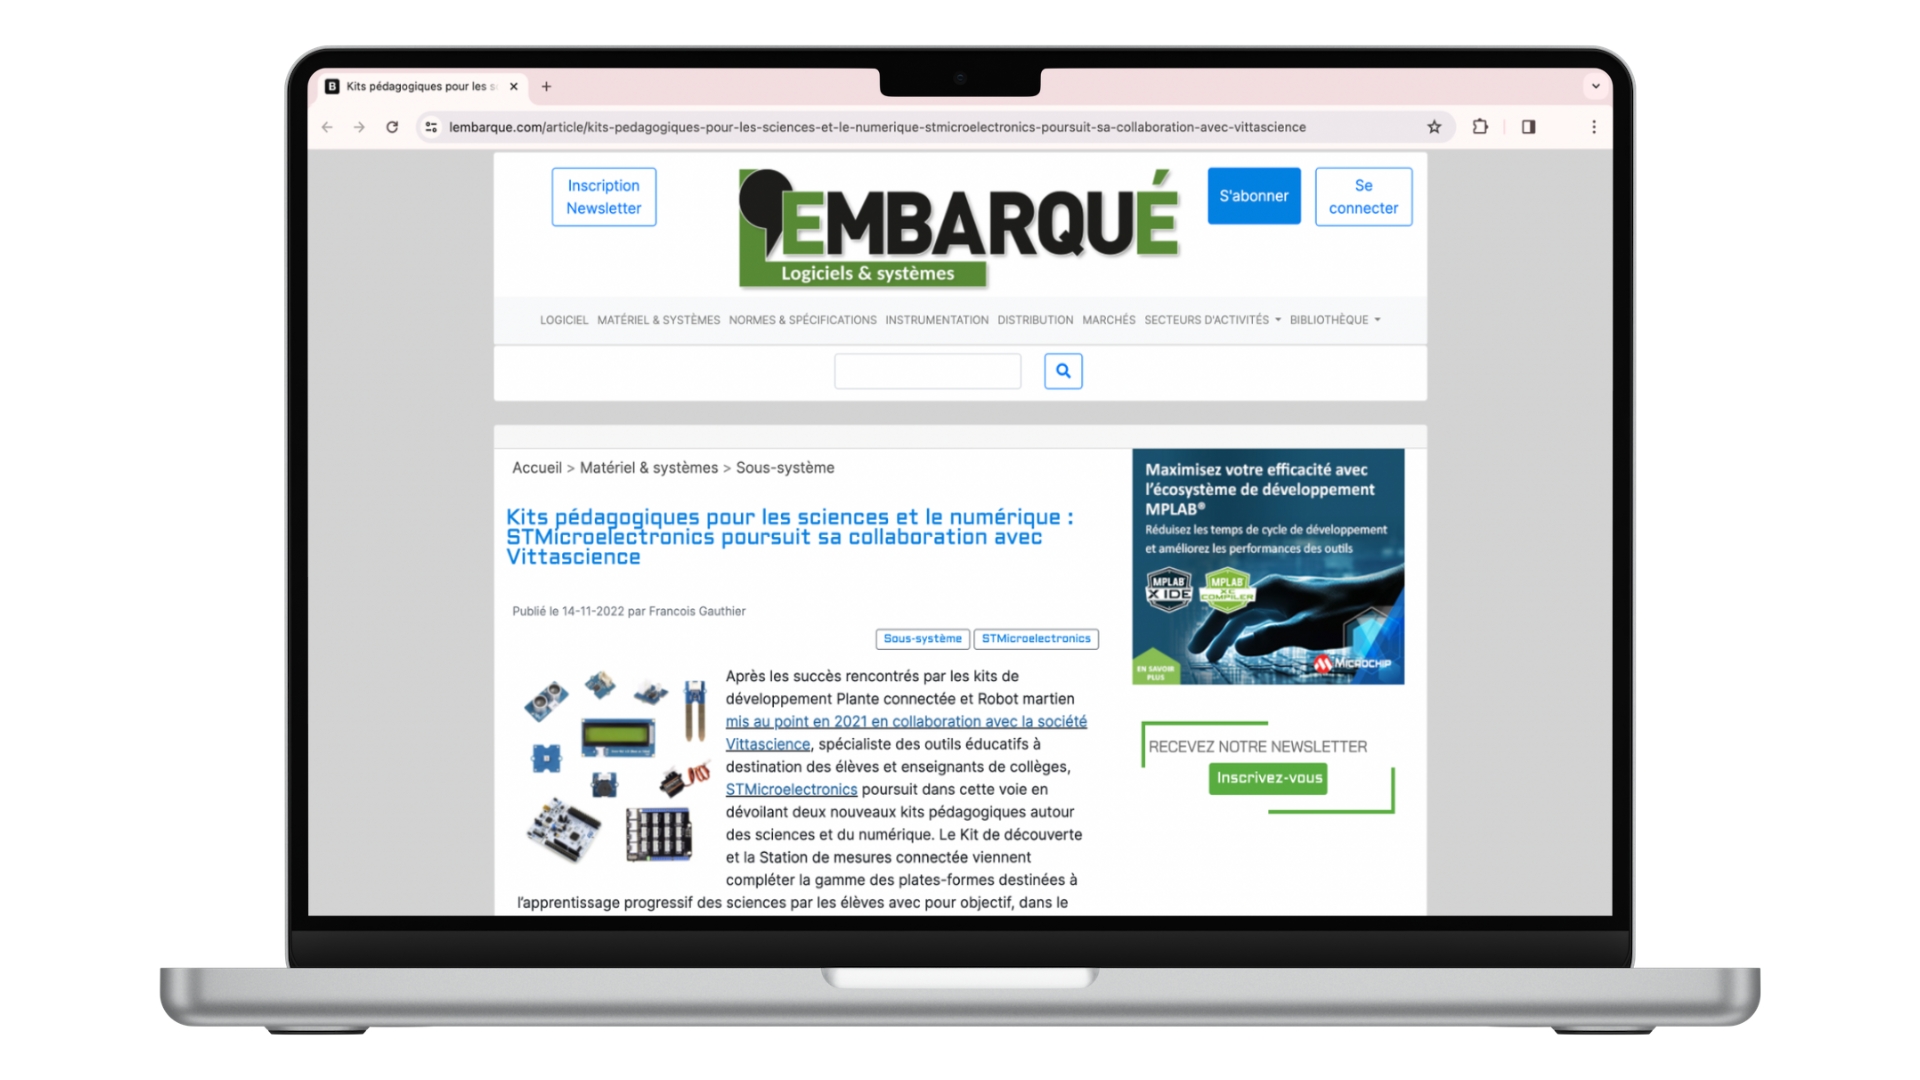 B Kits pédagogiques pour les s
lembarque.com/article/kits-pedagogiques-pour-les-sciences-et-le-numerique-stmicroelectronics-poursuit-sa-collaboration-avec-vittascience
Inscription
Newsletter
L'EMBARQUÉ
Logiciels & systèmes
S'abonner
Se
connecter
LOGICIEL MATÉRIEL & SYSTÈMES NORMES & SPÉCIFICATIONS INSTRUMENTATION DISTRIBUTION MARCHÉS SECTEURS D'ACTIVITÉS BIBLIOTHÈQUE
Accueil > Matériel & systèmes > Sous-système
Kits pédagogiques pour les sciences et le numérique :
STMicroelectronics poursuit sa collaboration avec
Vittascience
Publié le 14-11-2022 par Francois Gauthier
Sous-système STMicroelectronics
Après les succès rencontrés par les kits de
développement Plante connectée et Robot martien
mis au point en 2021 en collaboration avec la société
Vittascience, spécialiste des outils éducatifs à
destination des élèves et enseignants de collèges,
STMicroelectronics poursuit dans cette voie en
dévoilant deux nouveaux kits pédagogiques autour
des sciences et du numérique. Le Kit de découverte
et la Station de mesures connectée viennent
compléter la gamme des plates-formes destinées à
l'apprentissage progressif des sciences par les élèves avec pour objectif, dans le
Maximisez votre efficacité avec
l'écosystème de développement
MPLAB®
Réduisez les temps de cycle de développement
et améliorez les performances des outils
MPLAB
X IDE
MPLAB
XC
COMPILER
EN SAVOIR
PLUS
MICROCHIP
RECEVEZ NOTRE NEWSLETTER
Inscrivez-vous